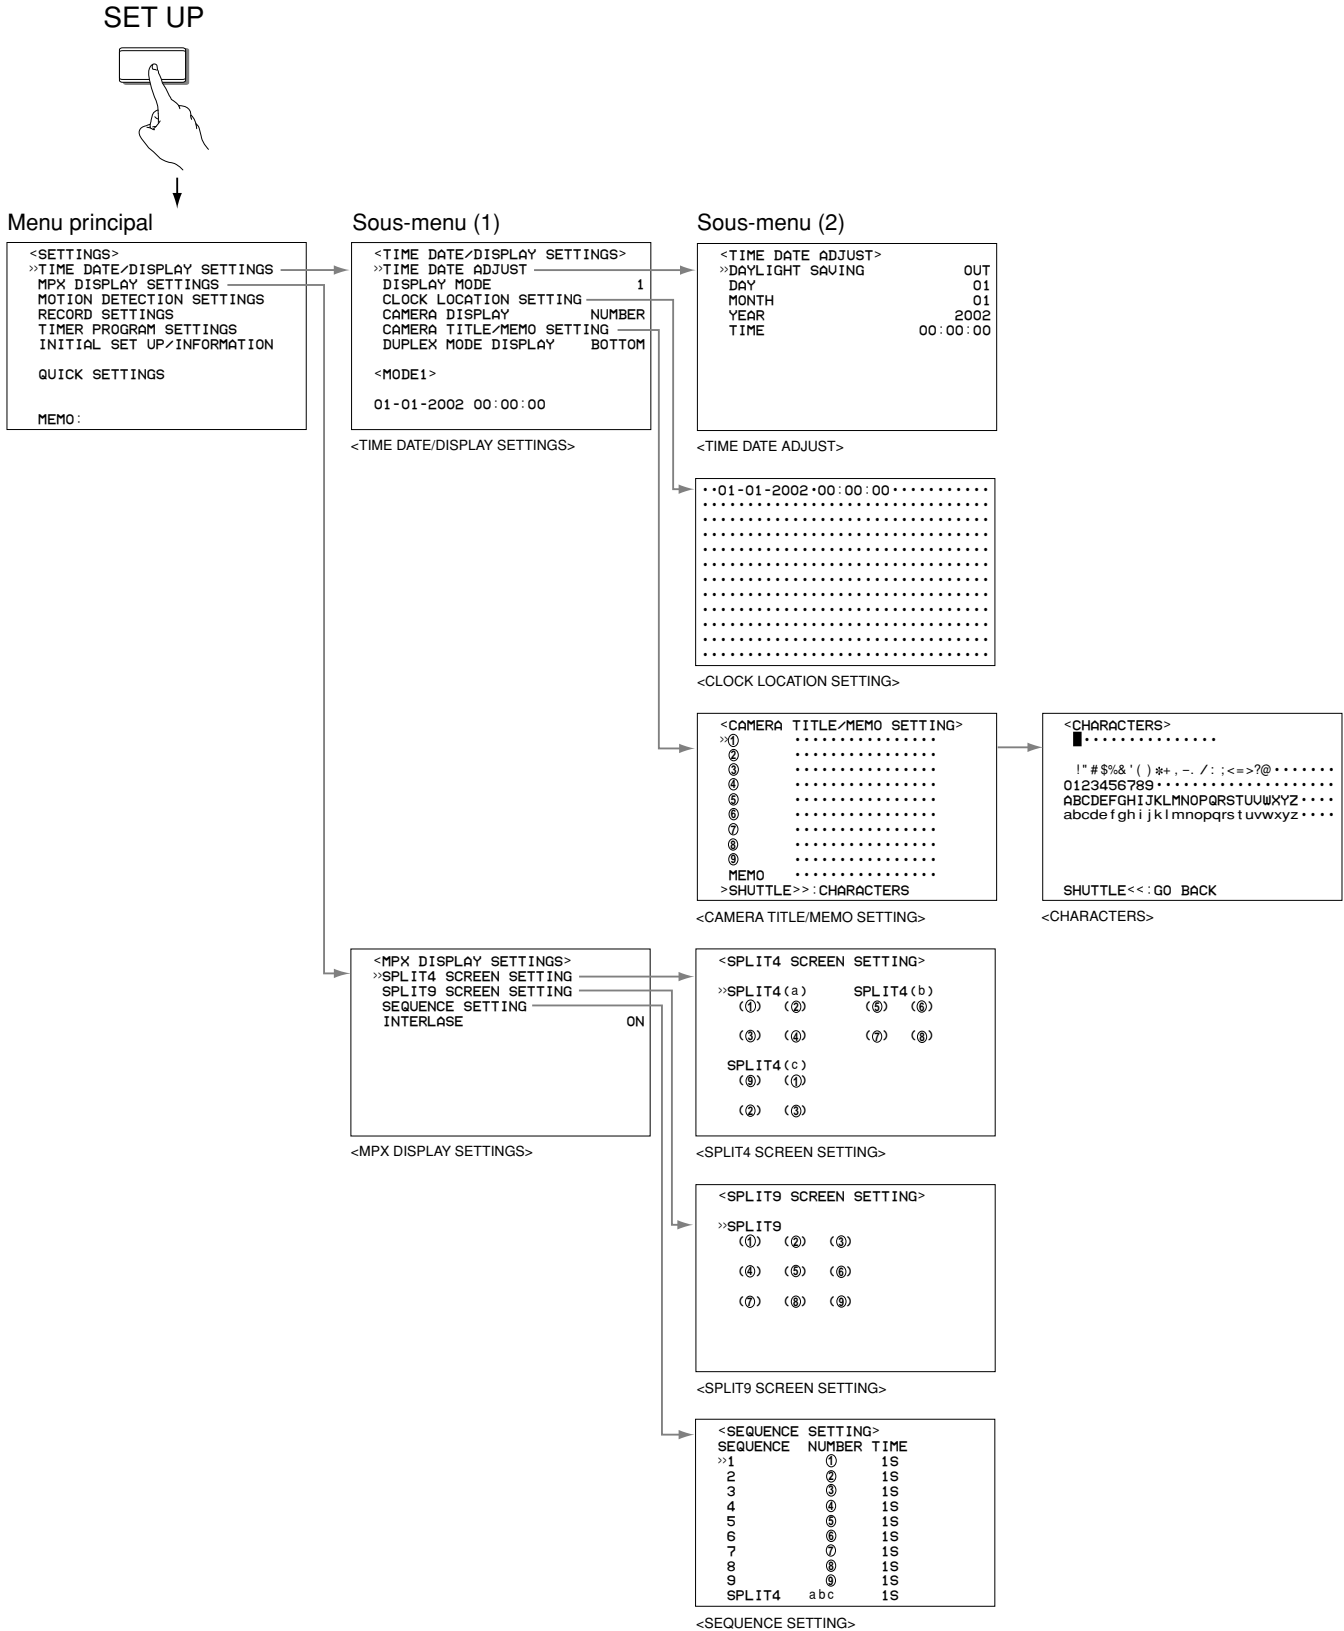 SET UP
Menu principal
<SETTINGS>
»TIME DATE/DISPLAY SETTINGS
MPX DISPLAY SETTINGS
MOTION DETECTION SETTINGS
RECORD SETTINGS
TIMER PROGRAM SETTINGS
INITIAL SET UP/INFORMATION
QUICK SETTINGS
MEMO:
Sous-menu (1)
<TIME DATE/DISPLAY SETTINGS>
»TIME DATE ADJUST
DISPLAY MODE 1
CLOCK LOCATION SETTING
CAMERA DISPLAY NUMBER
CAMERA TITLE/MEMO SETTING
DUPLEX MODE DISPLAY BOTTOM
<MODE1>
01-01-2002 00:00:00
<TIME DATE/DISPLAY SETTINGS>
Sous-menu (2)
<TIME DATE ADJUST>
»DAYLIGHT SAVING OUT
DAY 01
MONTH 01
YEAR 2002
TIME 00:00:00
<TIME DATE ADJUST>
··01-01-2002·00:00:00···········
<CLOCK LOCATION SETTING>
<CAMERA TITLE/MEMO SETTING>
»① ················
② ················
③ ················
④ ················
⑤ ················
⑥ ················
⑦ ················
⑧ ················
⑨ ················
MEMO ················
>SHUTTLE>>:CHARACTERS
<CAMERA TITLE/MEMO SETTING>
<CHARACTERS>
█···············
!"#$%&'()*+,-./:;<=>?@·······
0123456789····················
ABCDEFGHIJKLMNOPQRSTUVWXYZ····
abcdefghijklmnopqrstuvwxyz····
SHUTTLE<<:GO BACK
<CHARACTERS>
<MPX DISPLAY SETTINGS>
»SPLIT4 SCREEN SETTING
SPLIT9 SCREEN SETTING
SEQUENCE SETTING
INTERLASE ON
<MPX DISPLAY SETTINGS>
<SPLIT4 SCREEN SETTING>
»SPLIT4(a) SPLIT4(b)
(①) (②) (⑤) (⑥)
(③) (④) (⑦) (⑧)
SPLIT4(c)
(⑨) (①)
(②) (③)
<SPLIT4 SCREEN SETTING>
<SPLIT9 SCREEN SETTING>
»SPLIT9
(①) (②) (③)
(④) (⑤) (⑥)
(⑦) (⑧) (⑨)
<SPLIT9 SCREEN SETTING>
<SEQUENCE SETTING>
SEQUENCE NUMBER TIME
»1 ① 1S
2 ② 1S
3 ③ 1S
4 ④ 1S
5 ⑤ 1S
6 ⑥ 1S
7 ⑦ 1S
8 ⑧ 1S
9 ⑨ 1S
SPLIT4 abc 1S
<SEQUENCE SETTING>